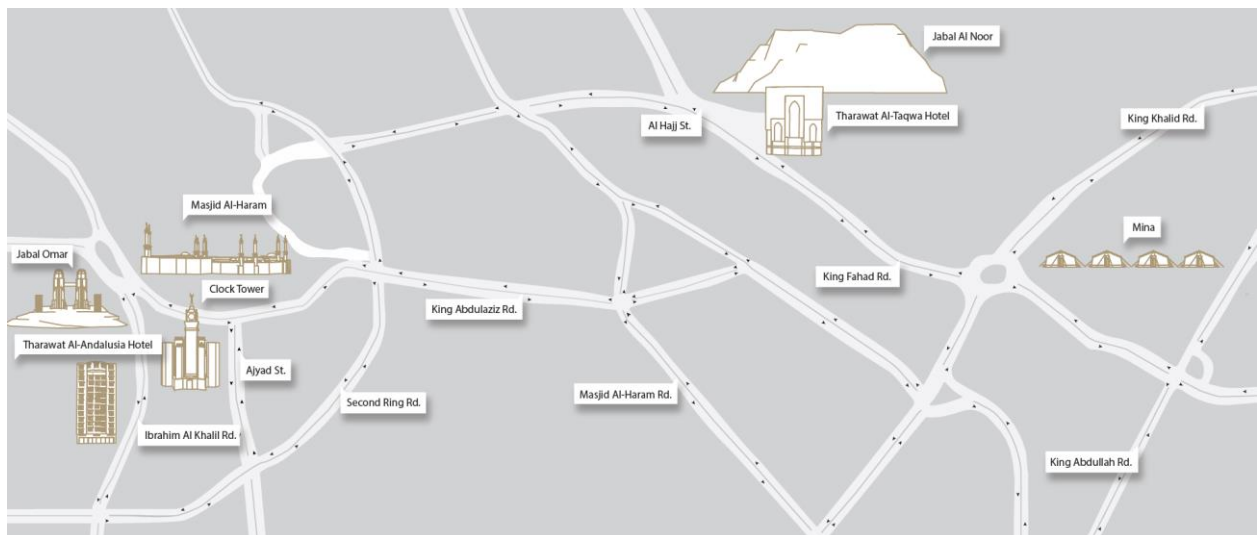 Jabal Al Noor
Tharawat Al-Taqwa Hotel
Al Hajj St.
King Khalid Rd.
Masjid Al-Haram
Mina
Jabal Omar
Clock Tower
King Fahad Rd.
King Abdulaziz Rd.
Tharawat Al-Andalusia Hotel
Ajyad St.
Masjid Al-Haram Rd.
Second Ring Rd.
Ibrahim Al Khalil Rd.
King Abdullah Rd.